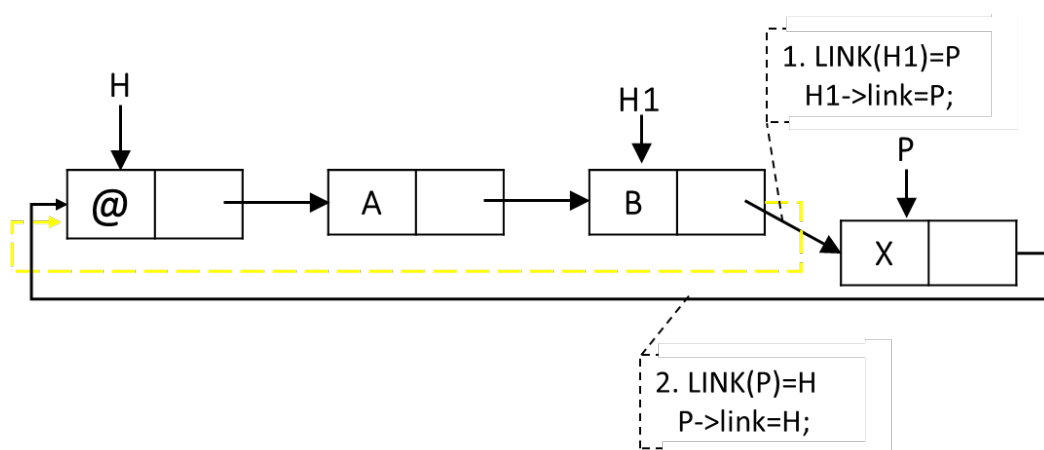 1. LINK(H1)=P
H1->link=P;
H
H1
P
@
A
B
X
2. LINK(P)=H
P->link=H;